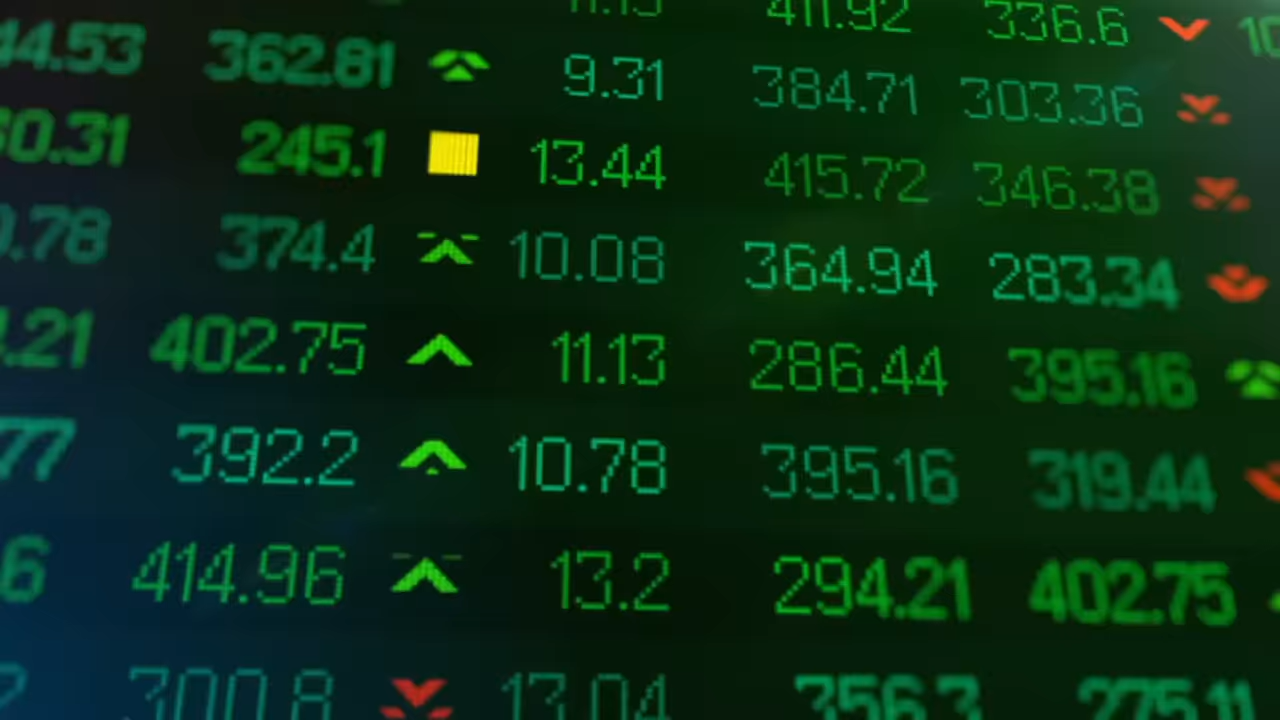 411.92 336.6
44.53 362.81 9.31 384.71 303.36
60.31 245.1 13.44 415.72 346.38
.78 374.4 10.08 364.94 283.34
.21 402.75 11.13 286.44 395.16
77 392.2 10.78 395.16 319.44
6 414.96 13.2 294.21 402.75
300.8 13.04 356.3 275.11